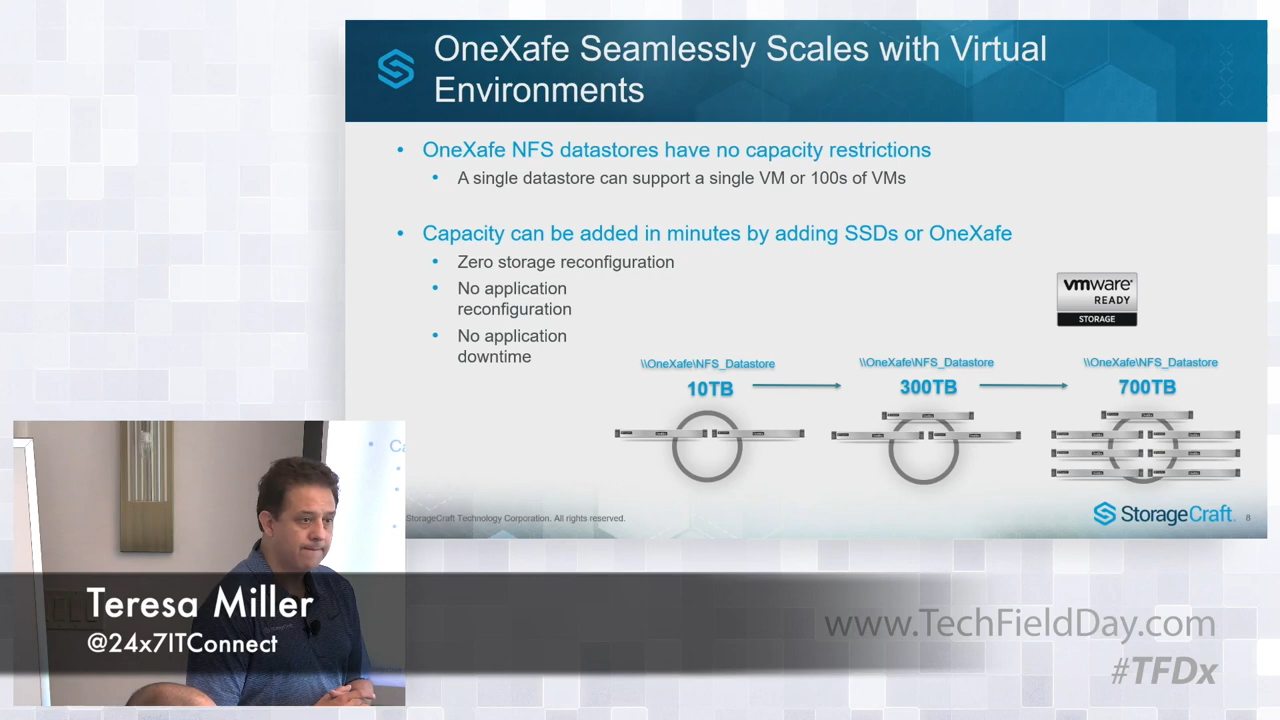 OneXafe Seamlessly Scales with Virtual
Environments
• OneXafe NFS datastores have no capacity restrictions
• A single datastore can support a single VM or 100s of VMs
• Capacity can be added in minutes by adding SSDs or OneXafe
• Zero storage reconfiguration
• No application
reconfiguration
• No application
downtime
vmware®
READY
STORAGE
\\OneXafe\NFS_Datastore
\\OneXafe\NFS_Datastore
\\OneXafe\NFS_Datastore
10TB
300TB
700TB
StorageCraft Technology Corporation. All rights reserved.
StorageCraft.
8
Ca
Teresa Miller
@24x7ITConnect
www.TechFieldDay.com
#TFDx